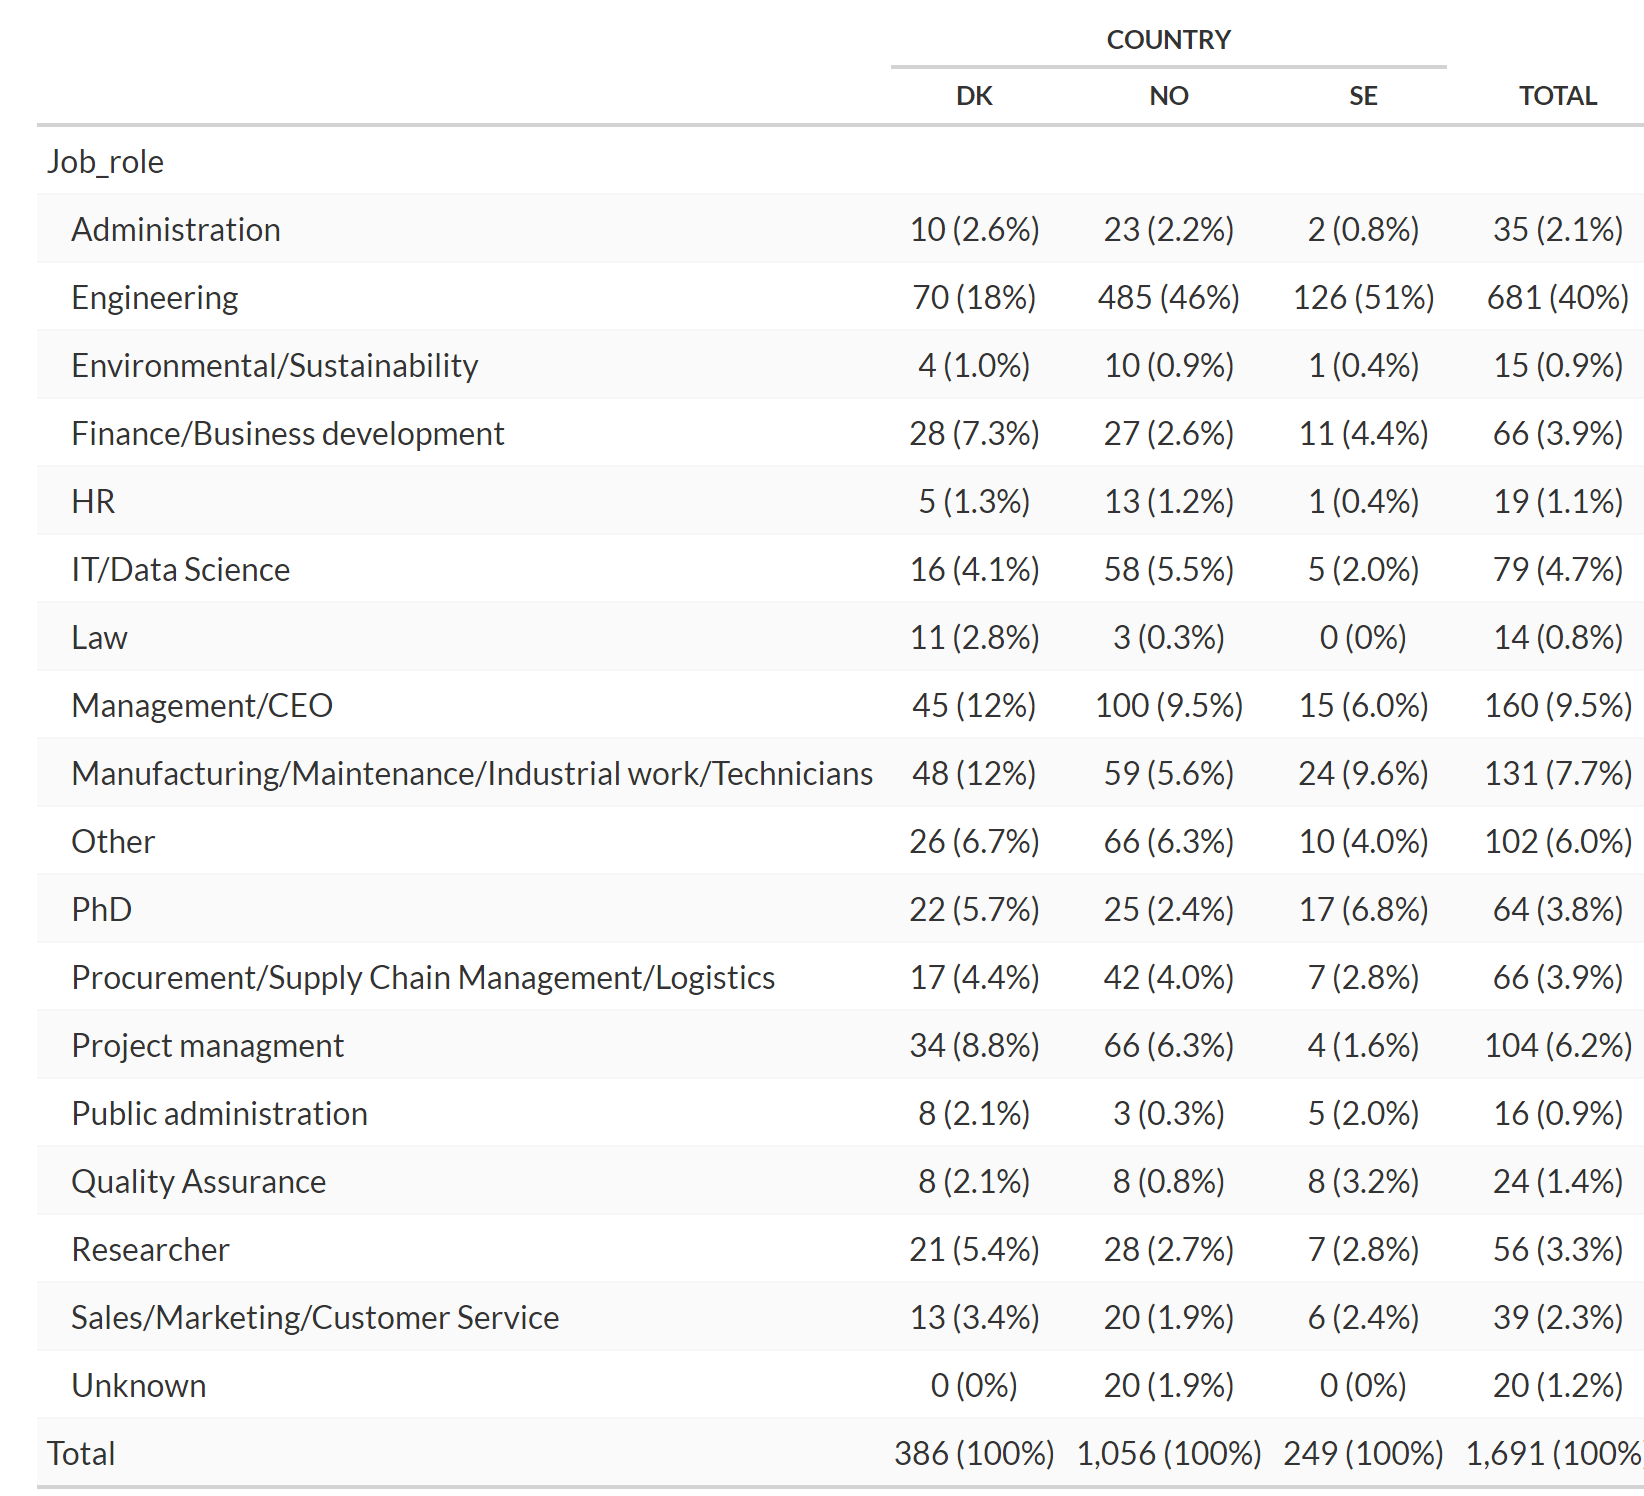 COUNTRY
DK NO SE TOTAL
Job_role
Administration 10 (2.6%) 23 (2.2%) 2 (0.8%) 35 (2.1%)
Engineering 70 (18%) 485 (46%) 126 (51%) 681 (40%)
Environmental/Sustainability 4 (1.0%) 10 (0.9%) 1 (0.4%) 15 (0.9%)
Finance/Business development 28 (7.3%) 27 (2.6%) 11 (4.4%) 66 (3.9%)
HR 5 (1.3%) 13 (1.2%) 1 (0.4%) 19 (1.1%)
IT/Data Science 16 (4.1%) 58 (5.5%) 5 (2.0%) 79 (4.7%)
Law 11 (2.8%) 3 (0.3%) 0 (0%) 14 (0.8%)
Management/CEO 45 (12%) 100 (9.5%) 15 (6.0%) 160 (9.5%)
Manufacturing/Maintenance/Industrial work/Technicians 48 (12%) 59 (5.6%) 24 (9.6%) 131 (7.7%)
Other 26 (6.7%) 66 (6.3%) 10 (4.0%) 102 (6.0%)
PhD 22 (5.7%) 25 (2.4%) 17 (6.8%) 64 (3.8%)
Procurement/Supply Chain Management/Logistics 17 (4.4%) 42 (4.0%) 7 (2.8%) 66 (3.9%)
Project managment 34 (8.8%) 66 (6.3%) 4 (1.6%) 104 (6.2%)
Public administration 8 (2.1%) 3 (0.3%) 5 (2.0%) 16 (0.9%)
Quality Assurance 8 (2.1%) 8 (0.8%) 8 (3.2%) 24 (1.4%)
Researcher 21 (5.4%) 28 (2.7%) 7 (2.8%) 56 (3.3%)
Sales/Marketing/Customer Service 13 (3.4%) 20 (1.9%) 6 (2.4%) 39 (2.3%)
Unknown 0 (0%) 20 (1.9%) 0 (0%) 20 (1.2%)
Total 386 (100%) 1,056 (100%) 249 (100%) 1,691 (100%